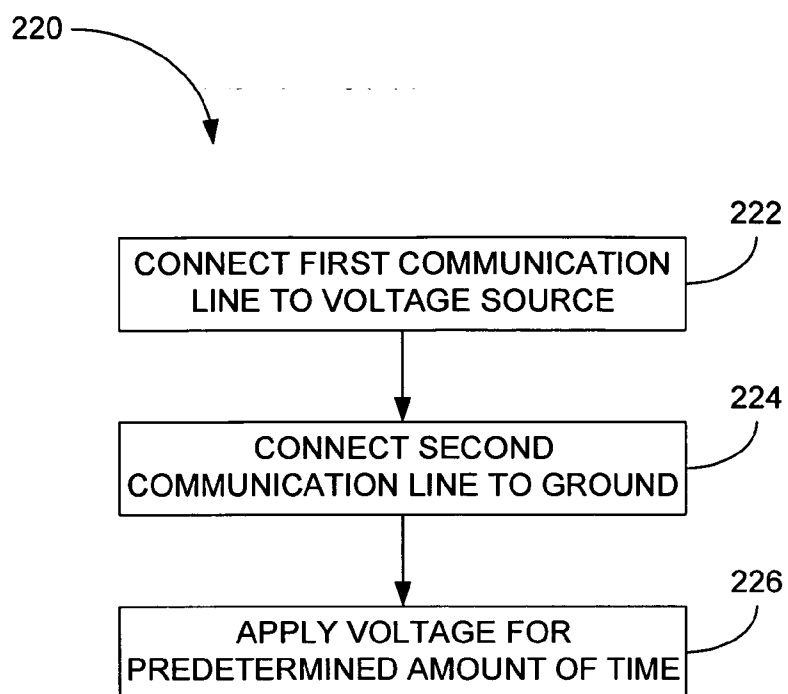 220
222
CONNECT FIRST COMMUNICATION
LINE TO VOLTAGE SOURCE
224
CONNECT SECOND
COMMUNICATION LINE TO GROUND
226
APPLY VOLTAGE FOR
PREDETERMINED AMOUNT OF TIME